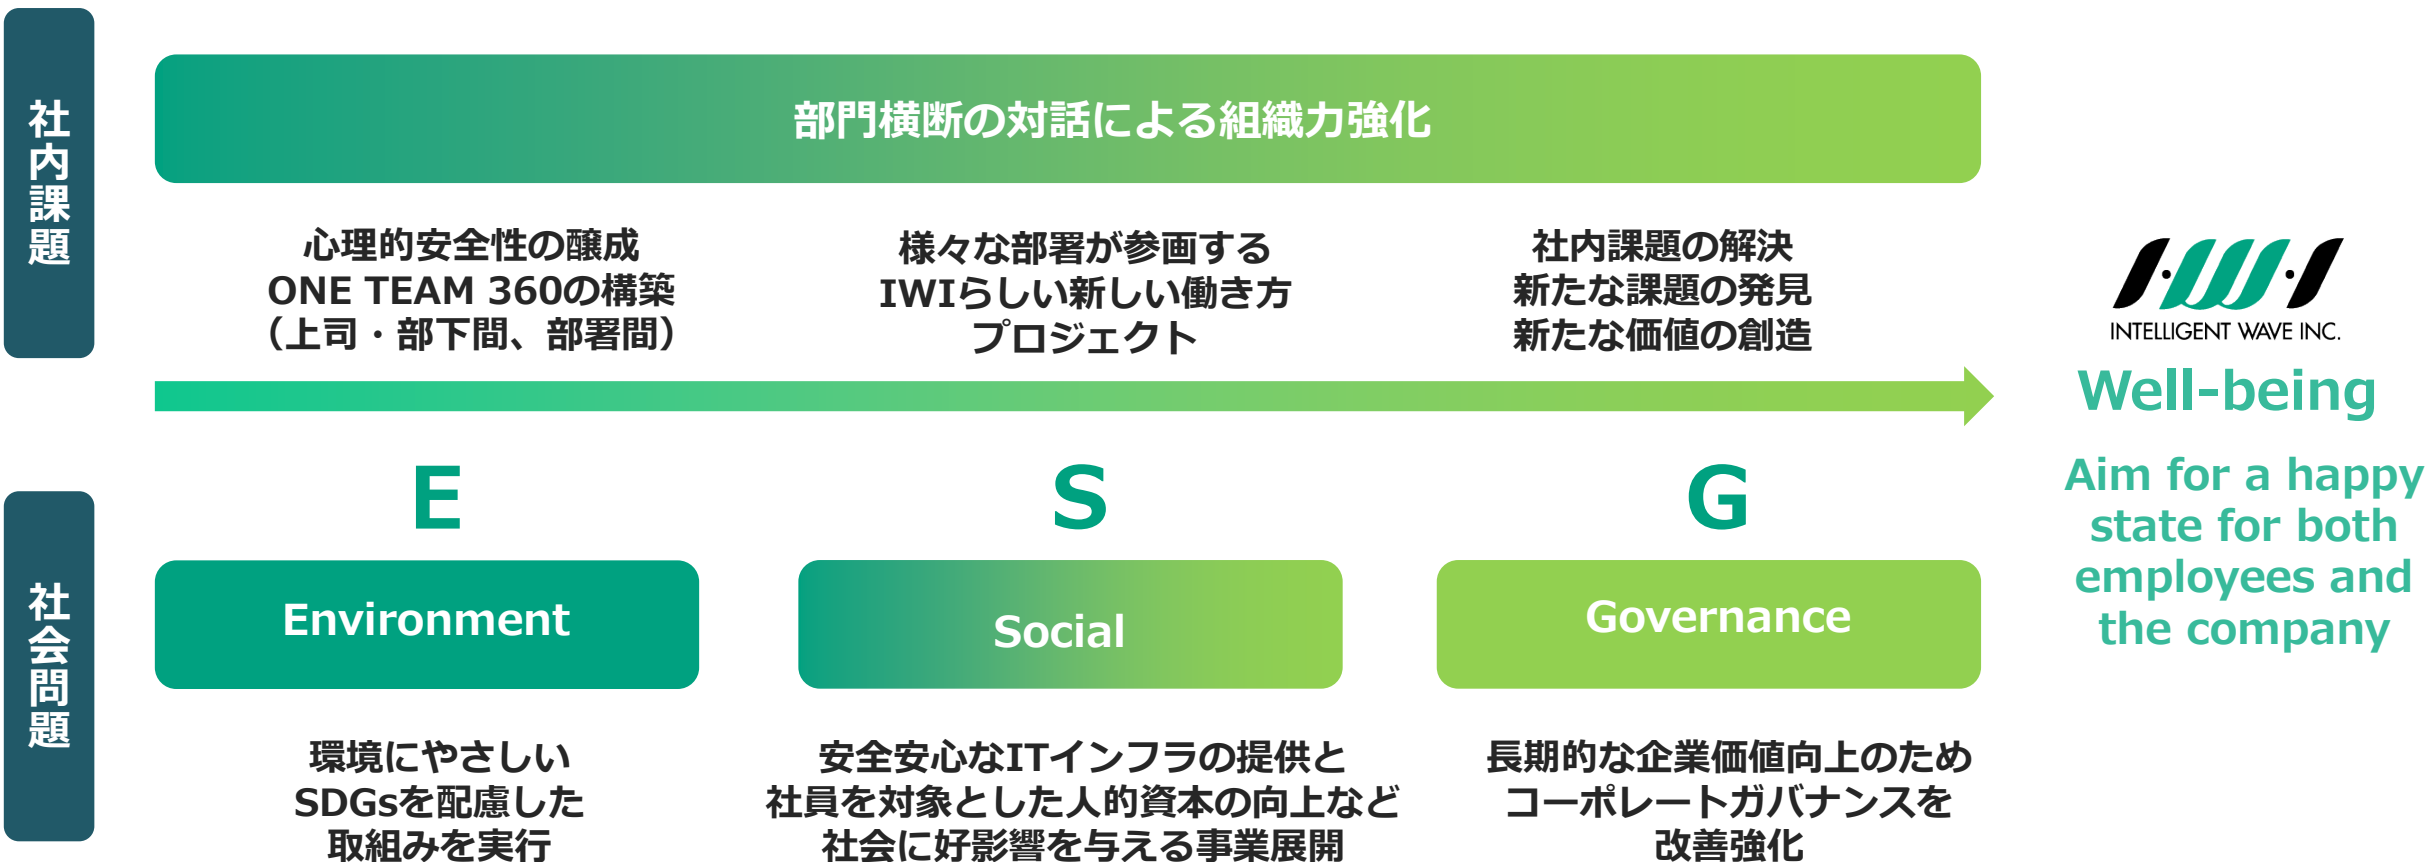 社内課題
部門横断の対話による組織力強化
心理的安全性の醸成
ONE TEAM 360の構築
（上司・部下間、部署間）
様々な部署が参画する
IWIらしい新しい働き方
プロジェクト
社内課題の解決
新たな課題の発見
新たな価値の創造
社会問題
E
Environment
環境にやさしい
SDGsを配慮した
取組みを実行
S
Social
安全安心なITインフラの提供と
社員を対象とした人的資本の向上など
社会に好影響を与える事業展開
G
Governance
長期的な企業価値向上のため
コーポレートガバナンスを
改善強化
I・W・I
INTELLIGENT WAVE INC.
Well-being
Aim for a happy
state for both
employees and
the company